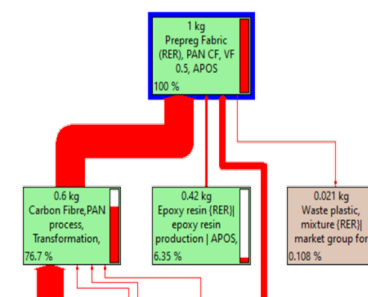 1 kg
Prepreg Fabric
(RER), PAN CF, VF
0.5, APOS
100 %
0.6 kg
Carbon Fibre,PAN
process,
Transformation,
76.7 %
0.42 kg
Epoxy resin {RER}|
epoxy resin
production | APOS,
6.35 %
0.021 kg
Waste plastic,
mixture {RER}|
market group for
0.108 %